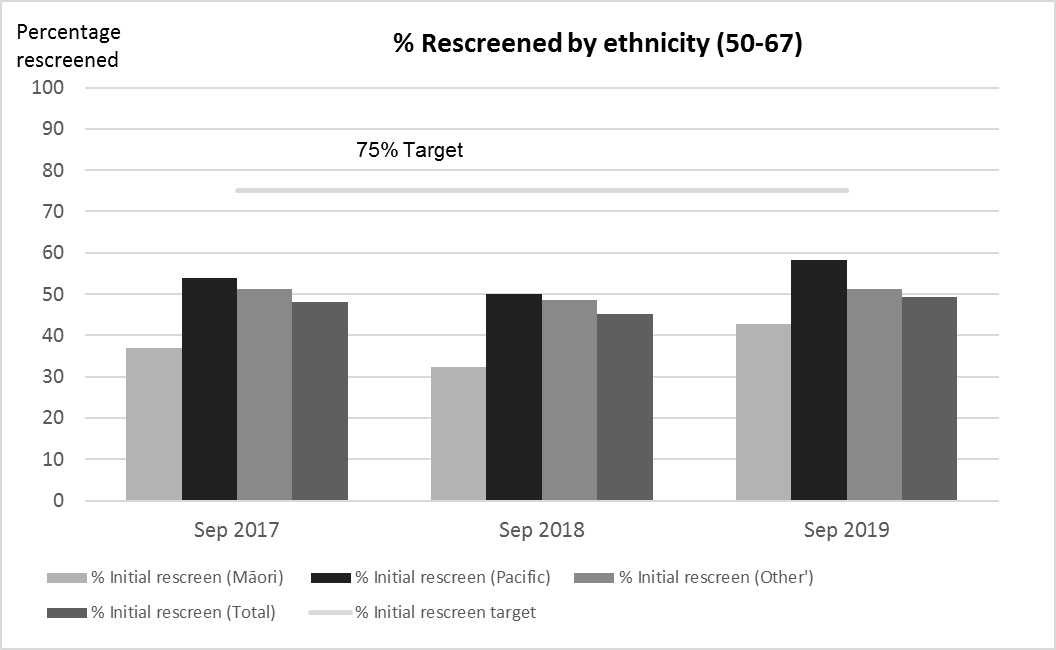 Percentage
rescreened
% Rescreened by ethnicity (50-67)
100
90
80
70
60
50
40
30
20
10
0
75% Target
Sep 2017
Sep 2018
Sep 2019
% Initial rescreen (Māori)
% Initial rescreen (Pacific)
% Initial rescreen (Other')
% Initial rescreen (Total)
% Initial rescreen target